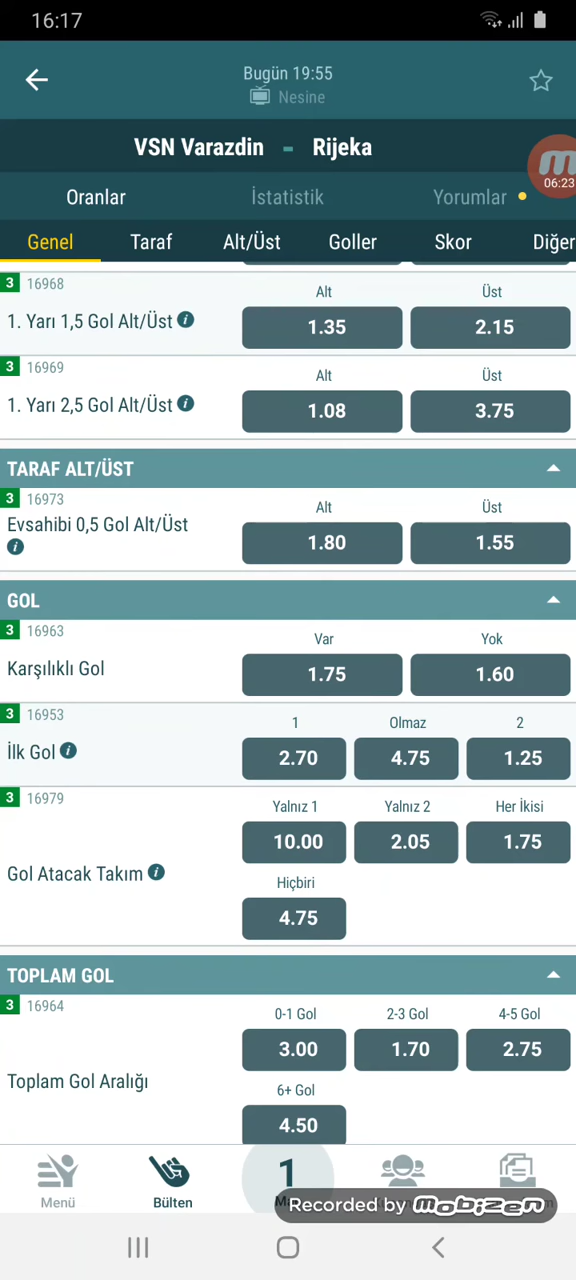 16:17
Bugün 19:55
Nesine
VSN Varazdin - Rijeka
06:23
Oranlar İstatistik Yorumlar
Genel Taraf Alt/Üst Goller Skor Diğer
3 16968
Alt Üst
1. Yarı 1,5 Gol Alt/Üst i 1.35 2.15
3 16969
Alt Üst
1. Yarı 2,5 Gol Alt/Üst i 1.08 3.75
TARAF ALT/ÜST
3 16973
Alt Üst
Evsahibi 0,5 Gol Alt/Üst i 1.80 1.55
GOL
3 16963
Var Yok
Karşılıklı Gol 1.75 1.60
3 16953
1 Olmaz 2
İlk Gol i 2.70 4.75 1.25
3 16979
Yalnız 1 Yalnız 2 Her İkisi
10.00 2.05 1.75
Gol Atacak Takım i
Hiçbiri
4.75
TOPLAM GOL
3 16964
0-1 Gol 2-3 Gol 4-5 Gol
3.00 1.70 2.75
Toplam Gol Aralığı
6+ Gol
4.50
1
Menü Bülten
Recorded by mobizen